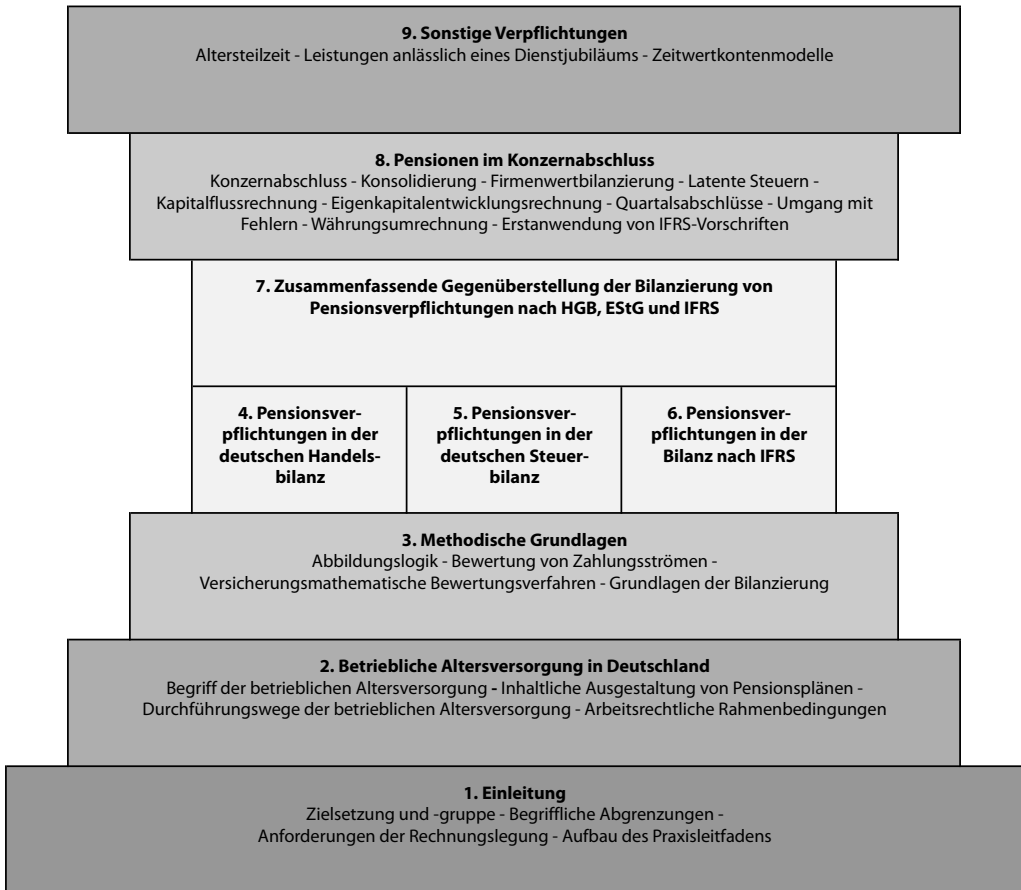 9. Sonstige Verpflichtungen
Altersteilzeit - Leistungen anlässlich eines Dienstjubiläums - Zeitwertkontenmodelle
8. Pensionen im Konzernabschluss
Konzernabschluss - Konsolidierung - Firmenwertbilanzierung - Latente Steuern -
Kapitalflussrechnung - Eigenkapitalentwicklungsrechnung - Quartalsabschlüsse - Umgang mit
Fehlern - Währungsumrechnung - Erstanwendung von IFRS-Vorschriften
7. Zusammenfassende Gegenüberstellung der Bilanzierung von
Pensionsverpflichtungen nach HGB, EStG und IFRS
4. Pensionsver-
pflichtungen in der
deutschen Handels-
bilanz
5. Pensionsver-
pflichtungen in der
deutschen Steuer-
bilanz
6. Pensionsver-
pflichtungen in der
Bilanz nach IFRS
3. Methodische Grundlagen
Abbildungslogik - Bewertung von Zahlungsströmen -
Versicherungsmathematische Bewertungsverfahren - Grundlagen der Bilanzierung
2. Betriebliche Altersversorgung in Deutschland
Begriff der betrieblichen Altersversorgung - Inhaltliche Ausgestaltung von Pensionsplänen -
Durchführungswege der betrieblichen Altersversorgung - Arbeitsrechtliche Rahmenbedingungen
1. Einleitung
Zielsetzung und -gruppe - Begriffliche Abgrenzungen -
Anforderungen der Rechnungslegung - Aufbau des Praxisleitfadens